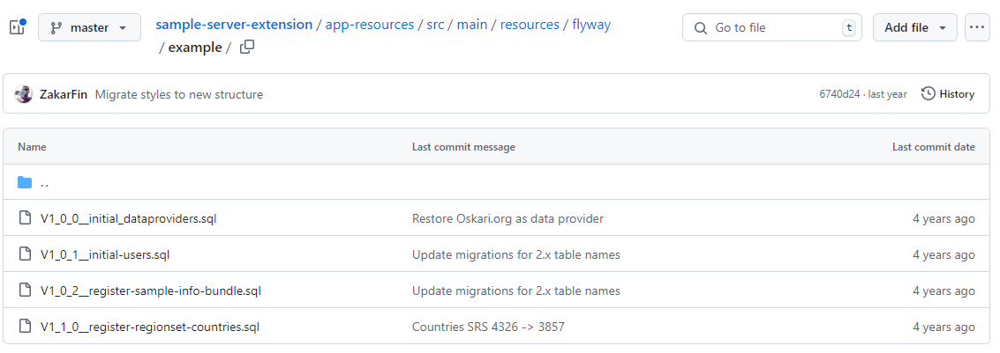 master
sample-server-extension / app-resources / src / main / resources / flyway
/ example /
Go to file
t
Add file
ZakarFin Migrate styles to new structure
6740d24 · last year
History
Name Last commit message Last commit date
..
V1_0_0__initial_dataproviders.sql Restore Oskari.org as data provider 4 years ago
V1_0_1__initial-users.sql Update migrations for 2.x table names 4 years ago
V1_0_2__register-sample-info-bundle.sql Update migrations for 2.x table names 4 years ago
V1_1_0__register-regionset-countries.sql Countries SRS 4326 -> 3857 4 years ago